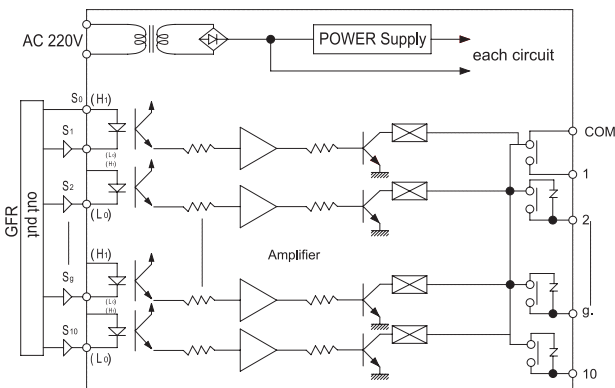 AC 220V
POWER Supply
each circuit
S0 (H1)
S1
(L0)
(H1)
S2
(L0)
GFR
out put
(H1)
Sg
(L0)
(H1)
S10
(L0)
Amplifier
COM
1
2
g.
10